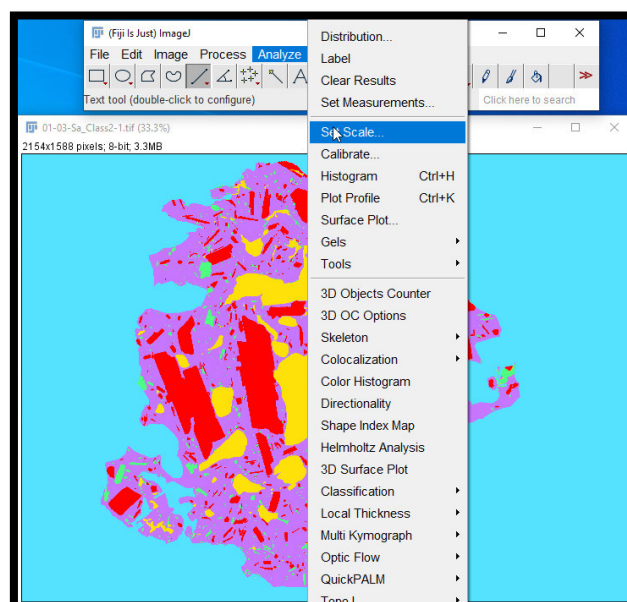 (Fiji Is Just) ImageJ
File Edit Image Process Analyze
Text tool (double-click to configure)
Click here to search
01-03-Sa_Class2-1.tif (33.3%)
2154x1588 pixels; 8-bit; 3.3MB
Distribution...
Label
Clear Results
Set Measurements...
Set Scale...
Calibrate...
Histogram Ctrl+H
Plot Profile Ctrl+K
Surface Plot...
Gels
Tools
3D Objects Counter
3D OC Options
Skeleton
Colocalization
Color Histogram
Directionality
Shape Index Map
Helmholtz Analysis
3D Surface Plot
Classification
Local Thickness
Multi Kymograph
Optic Flow
QuickPALM